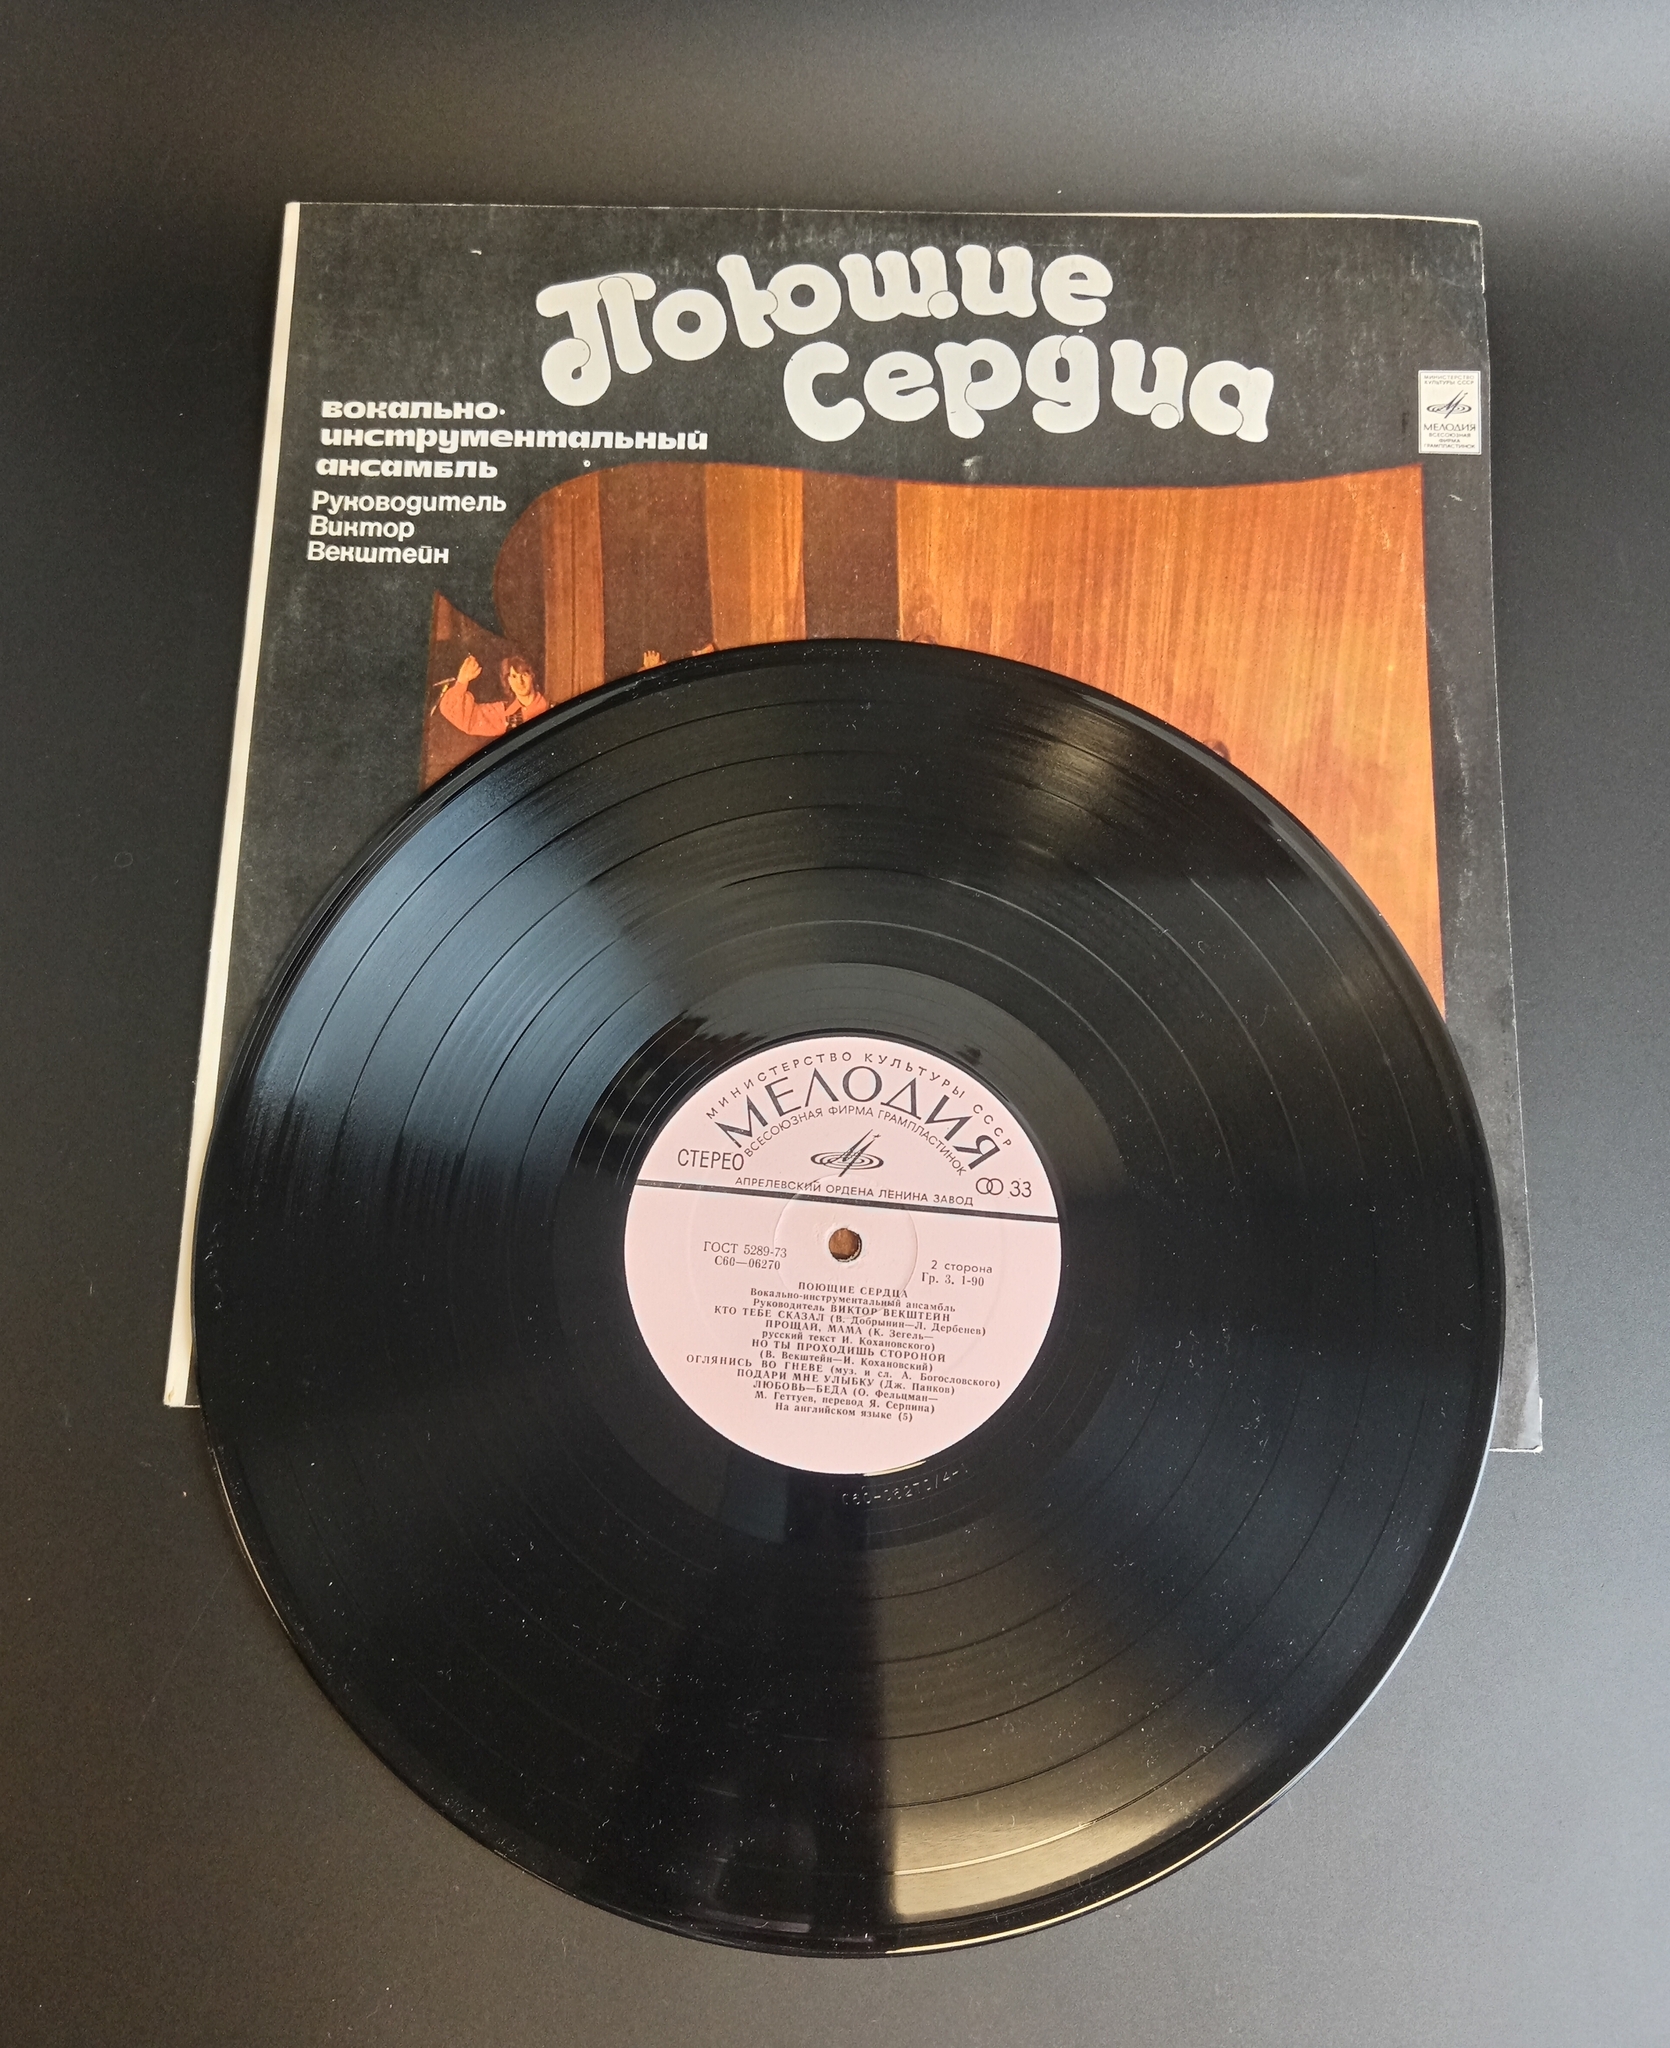 Поющие
Сердца
вокально-
инструментальный
ансамбль
Руководитель
Виктор
Векштейн
МИНИСТЕРСТВО
КУЛЬТУРЫ СССР
МЕЛОДИЯ
ВСЕСОЮЗНАЯ
ФИРМА
ГРАМПЛАСТИНОК
МИНИСТЕРСТВО КУЛЬТУРЫ СССР
МЕЛОДИЯ
ВСЕСОЮЗНАЯ ФИРМА ГРАМПЛАСТИНОК
СТЕРЕО
33
АПРЕЛЕВСКИЙ ОРДЕНА ЛЕНИНА ЗАВОД
ГОСТ 5289-73
С60—06270
2 сторона
Гр. 3. 1-90
ПОЮЩИЕ СЕРДЦА
Вокально-инструментальный ансамбль
Руководитель ВИКТОР ВЕКШТЕЙН
КТО ТЕБЕ СКАЗАЛ (В. Добрынин—Л. Дербенев)
ПРОЩАЙ, МАМА (К. Зегель—
русский текст И. Кохановского)
НО ТЫ ПРОХОДИШЬ СТОРОНОЙ
(В. Векштейн—И. Кохановский)
ОГЛЯНИСЬ ВО ГНЕВЕ (муз. и сл. А. Богословского)
ПОДАРИ МНЕ УЛЫБКУ (Дж. Панков)
ЛЮБОВЬ—БЕДА (О. Фельцман—
М. Геттуев, перевод Я. Серпина)
На английском языке (5)
С60-06270/4-